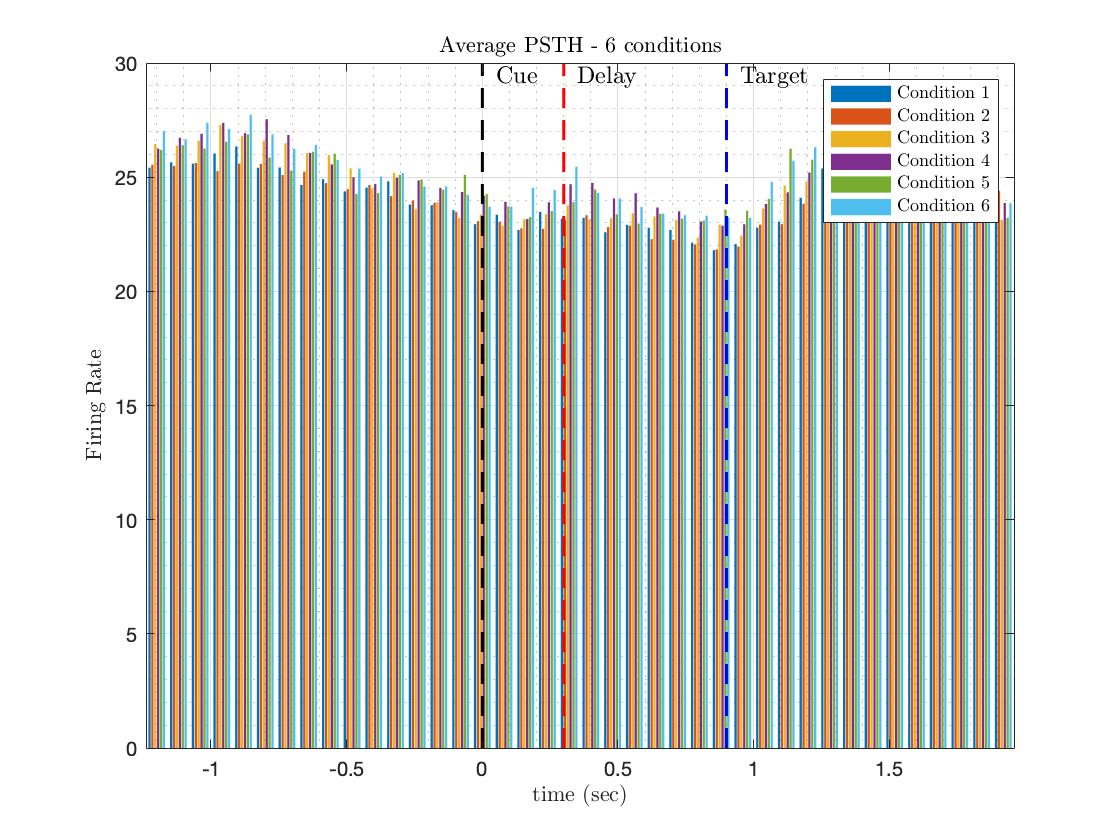 Average PSTH - 6 conditions
30
Cue
Delay
Target
Condition 1
Condition 2
Condition 3
Condition 4
Condition 5
Condition 6
25
20
15
10
5
0
Firing Rate
-1
-0.5
0
0.5
1
1.5
time (sec)